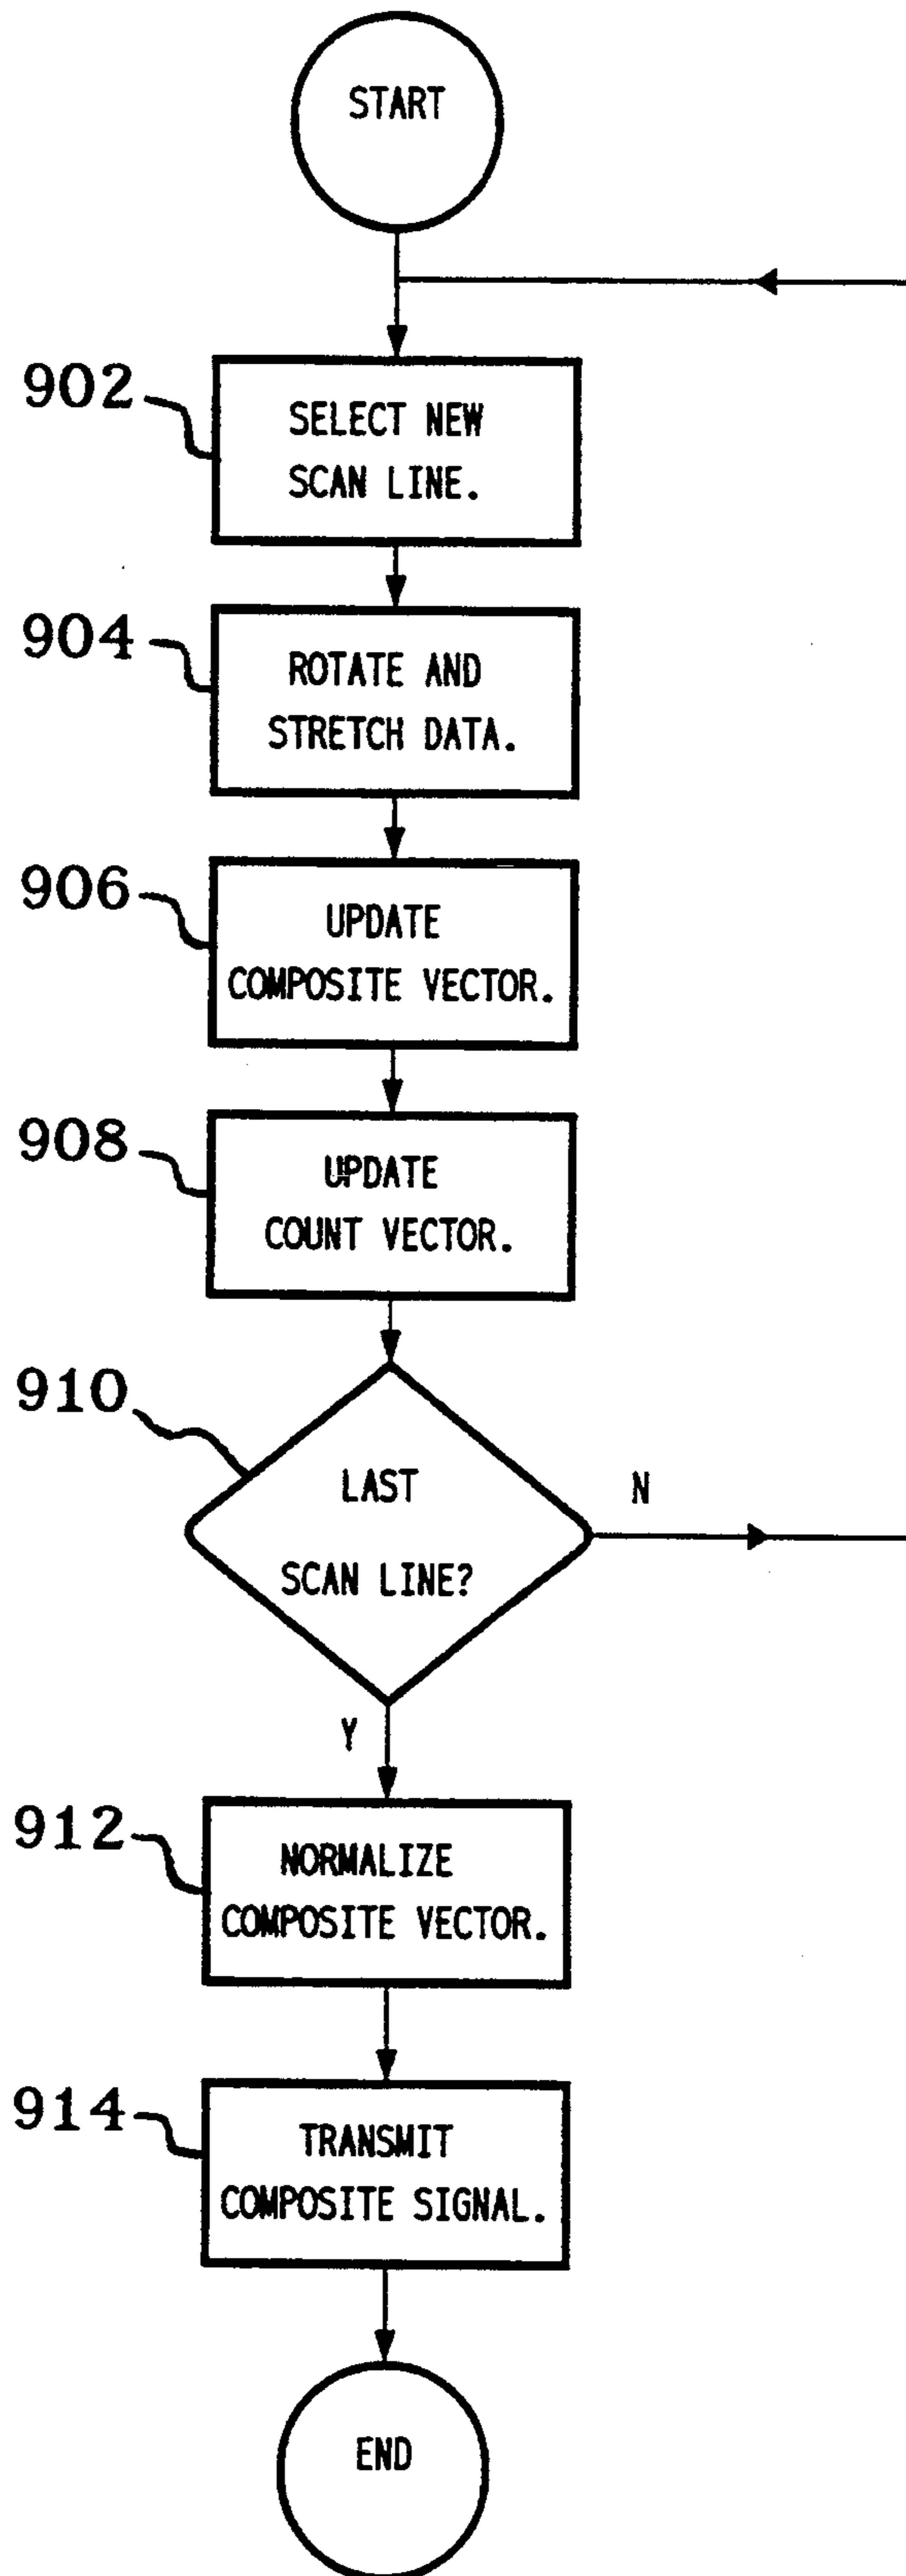 START
902
SELECT NEW
SCAN LINE.
904
ROTATE AND
STRETCH DATA.
906
UPDATE
COMPOSITE VECTOR.
908
UPDATE
COUNT VECTOR.
910
LAST
SCAN LINE?
N
Y
912
NORMALIZE
COMPOSITE VECTOR.
914
TRANSMIT
COMPOSITE SIGNAL.
END